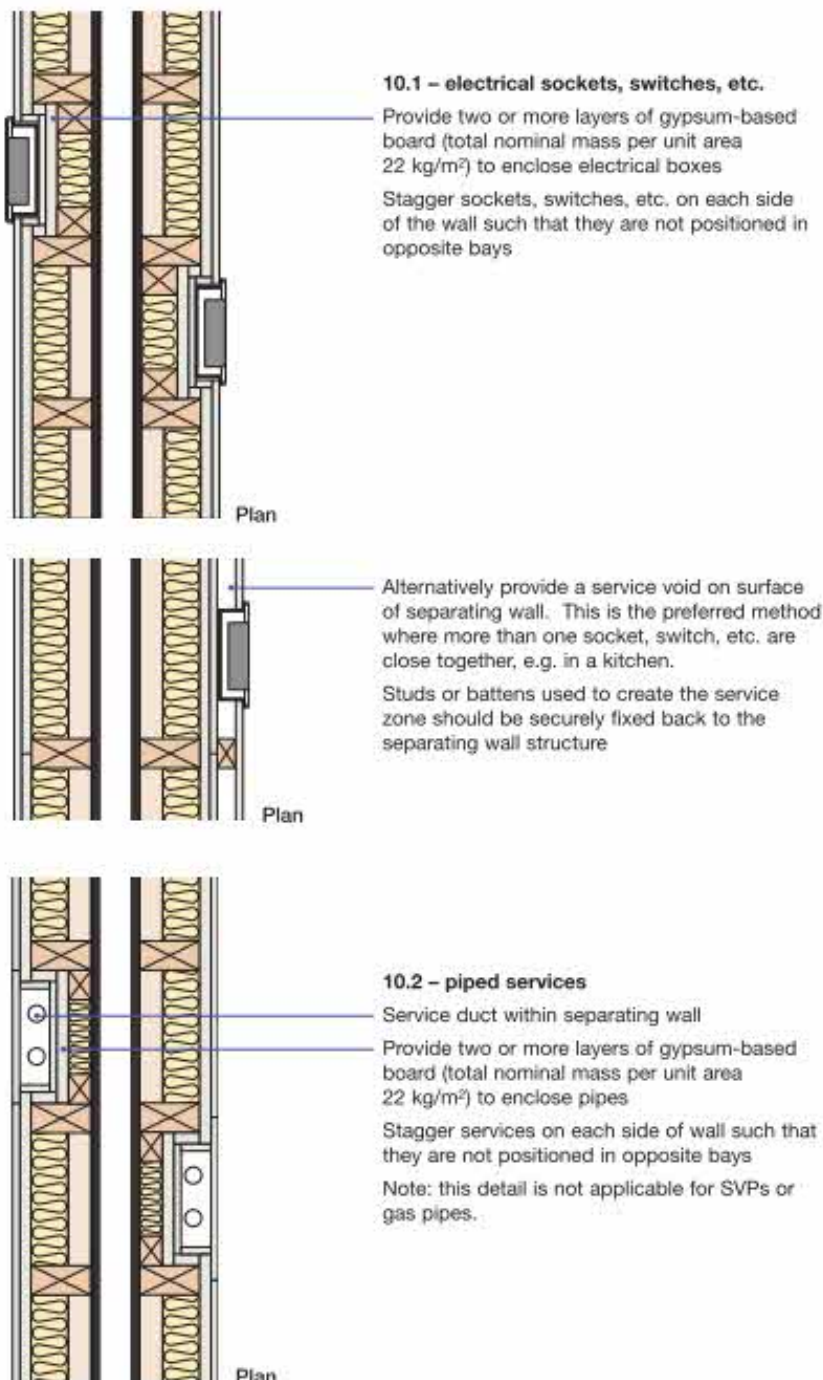 10.1 – electrical sockets, switches, etc.
Provide two or more layers of gypsum-based
board (total nominal mass per unit area
22 kg/m²) to enclose electrical boxes
Stagger sockets, switches, etc. on each side
of the wall such that they are not positioned in
opposite bays
Plan
Alternatively provide a service void on surface
of separating wall. This is the preferred method
where more than one socket, switch, etc. are
close together, e.g. in a kitchen.
Studs or battens used to create the service
zone should be securely fixed back to the
separating wall structure
Plan
10.2 – piped services
Service duct within separating wall
Provide two or more layers of gypsum-based
board (total nominal mass per unit area
22 kg/m²) to enclose pipes
Stagger services on each side of wall such that
they are not positioned in opposite bays
Note: this detail is not applicable for SVPs or
gas pipes.
Plan